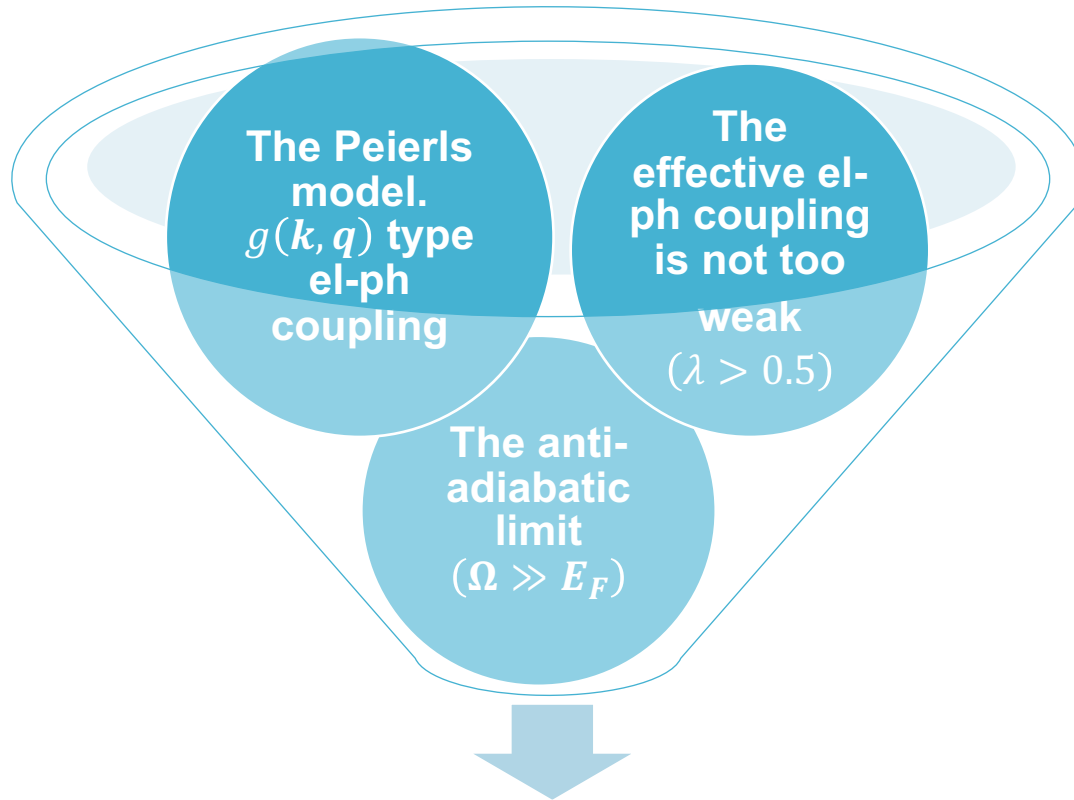 The Peierls
model.
g(k, q) type
el-ph
coupling
The
effective el-
ph coupling
is not too
weak
(λ > 0.5)
The anti-
adiabatic
limit
(Ω ≫ E_F)